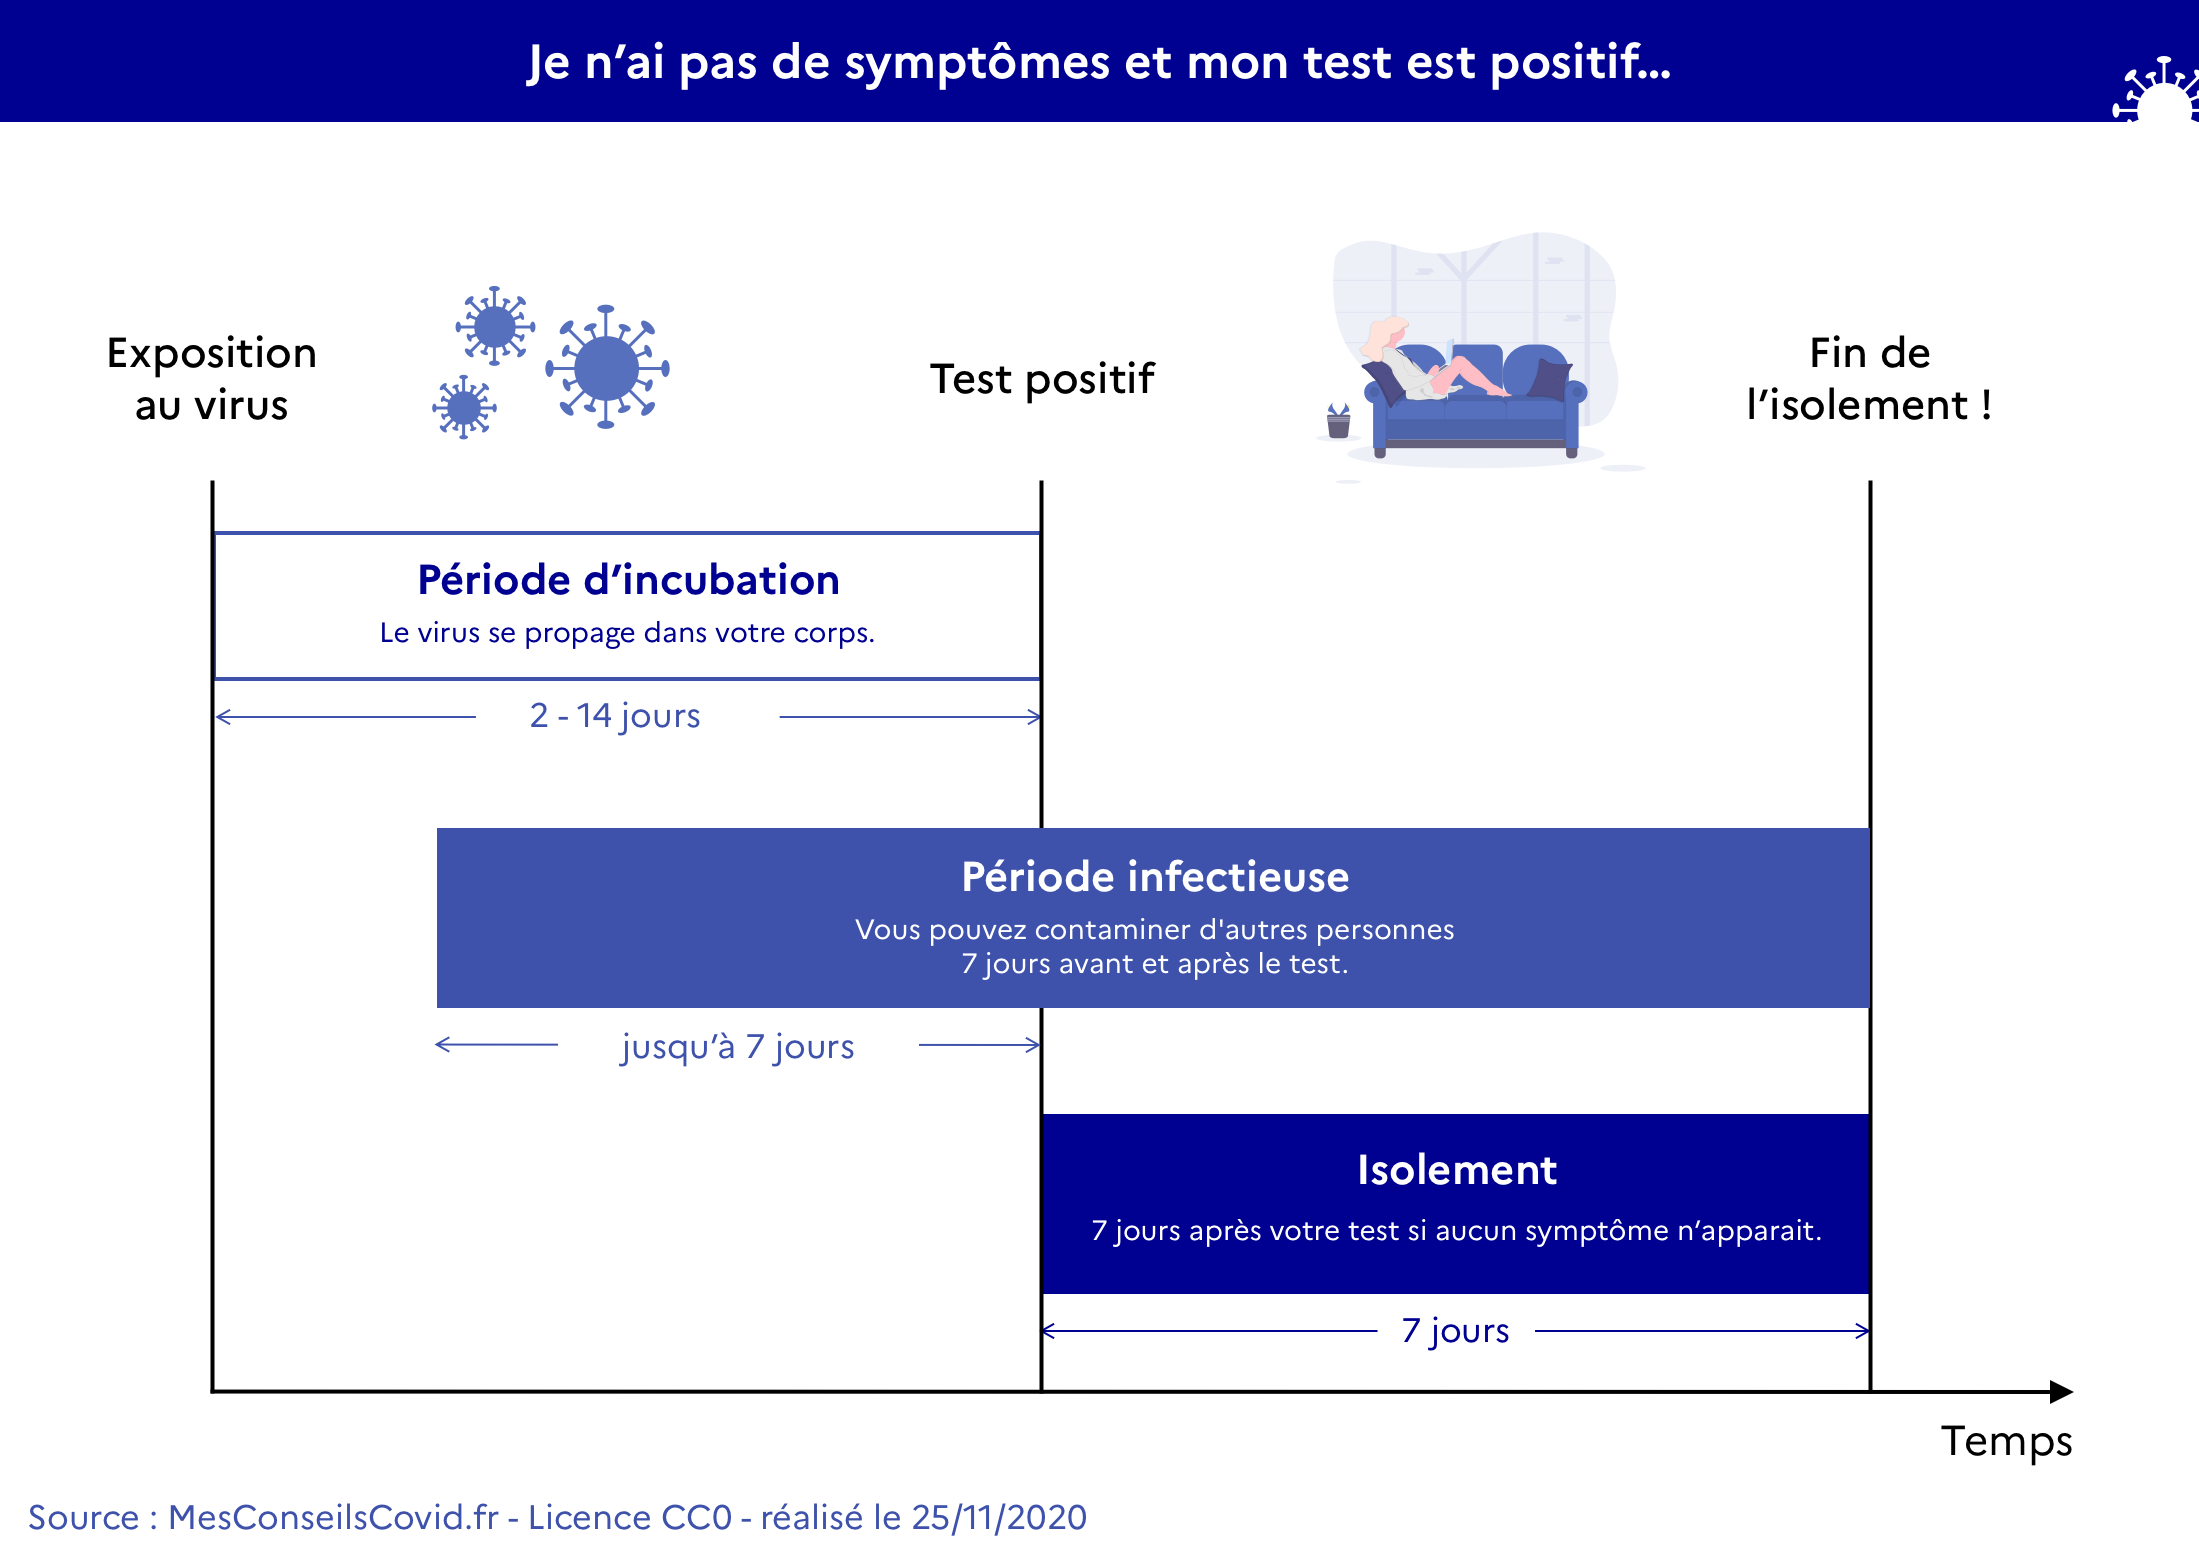 Je n’ai pas de symptômes et mon test est positif...
Exposition
au virus
Test positif
Fin de
l’isolement !
Période d’incubation
Le virus se propage dans votre corps.
2 - 14 jours
Période infectieuse
Vous pouvez contaminer d'autres personnes
7 jours avant et après le test.
jusqu’à 7 jours
Isolement
7 jours après votre test si aucun symptôme n’apparait.
7 jours
Temps
Source : MesConseilsCovid.fr - Licence CC0 - réalisé le 25/11/2020